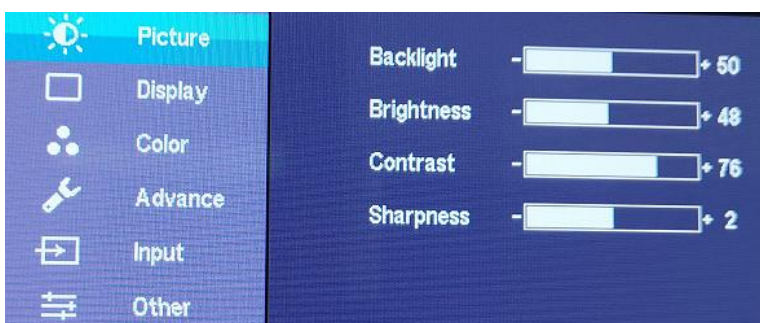 Picture
Display
Color
Advance
Input
Other
Backlight - + 50
Brightness - + 48
Contrast - + 76
Sharpness - + 2